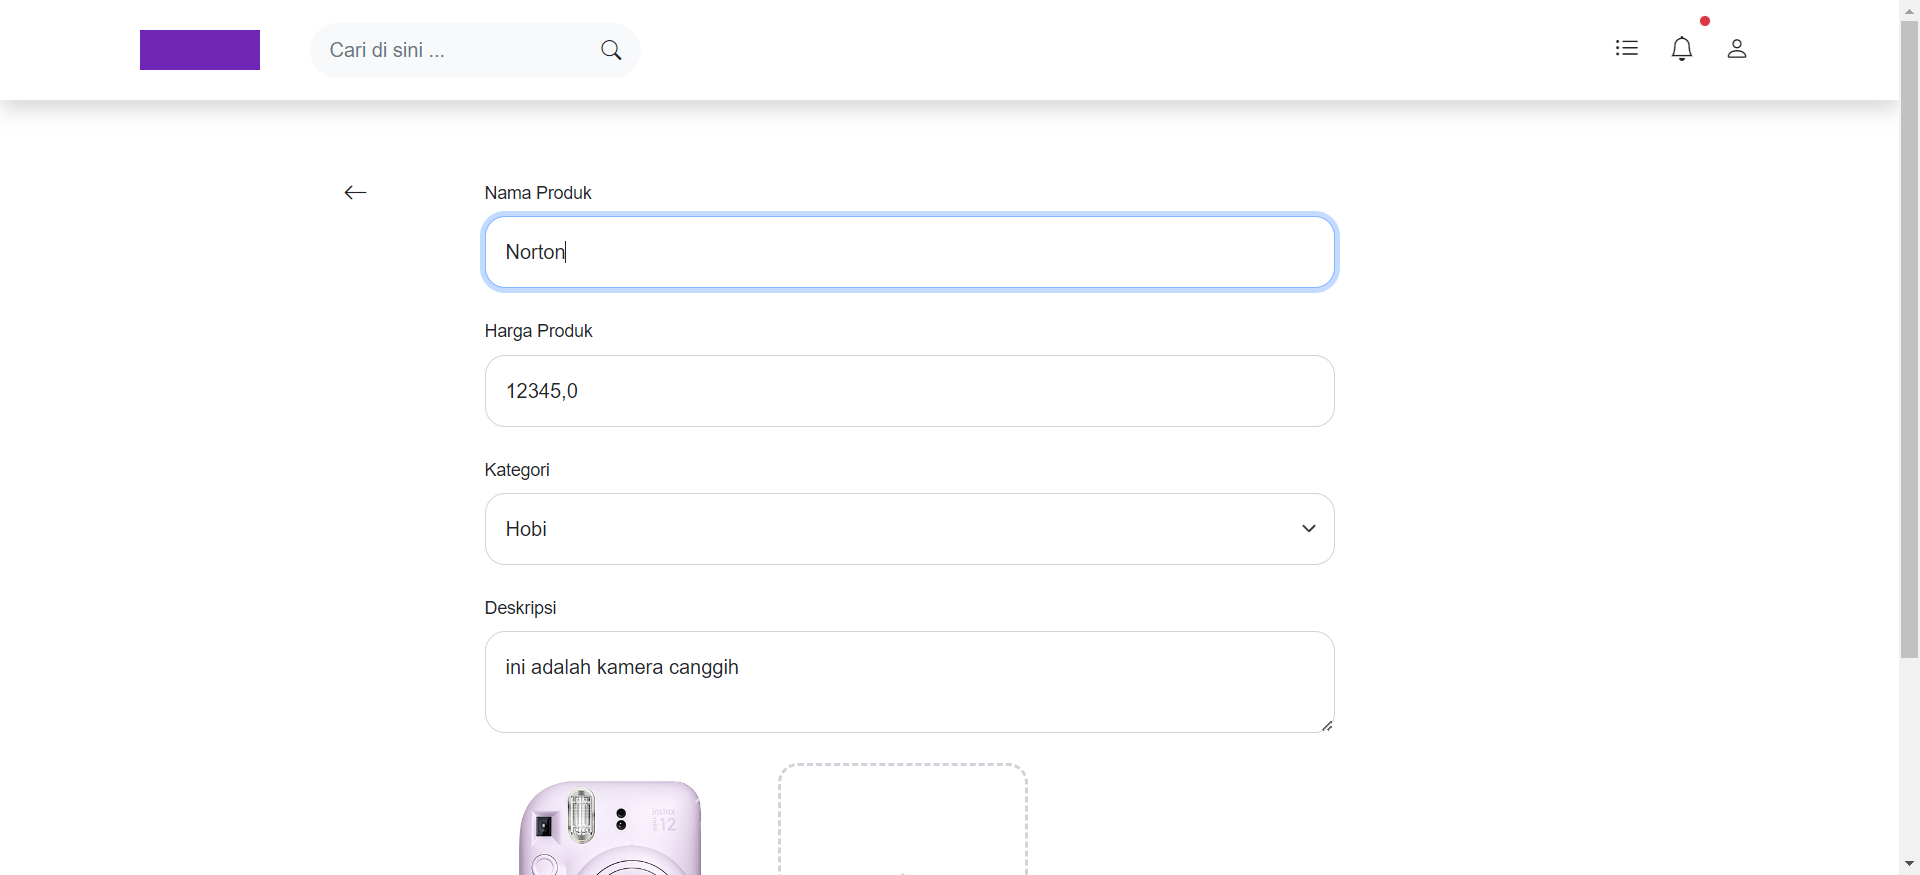 Cari di sini ...
Nama Produk
Norton
Harga Produk
12345,0
Kategori
Hobi
Deskripsi
ini adalah kamera canggih
instax
mini 12